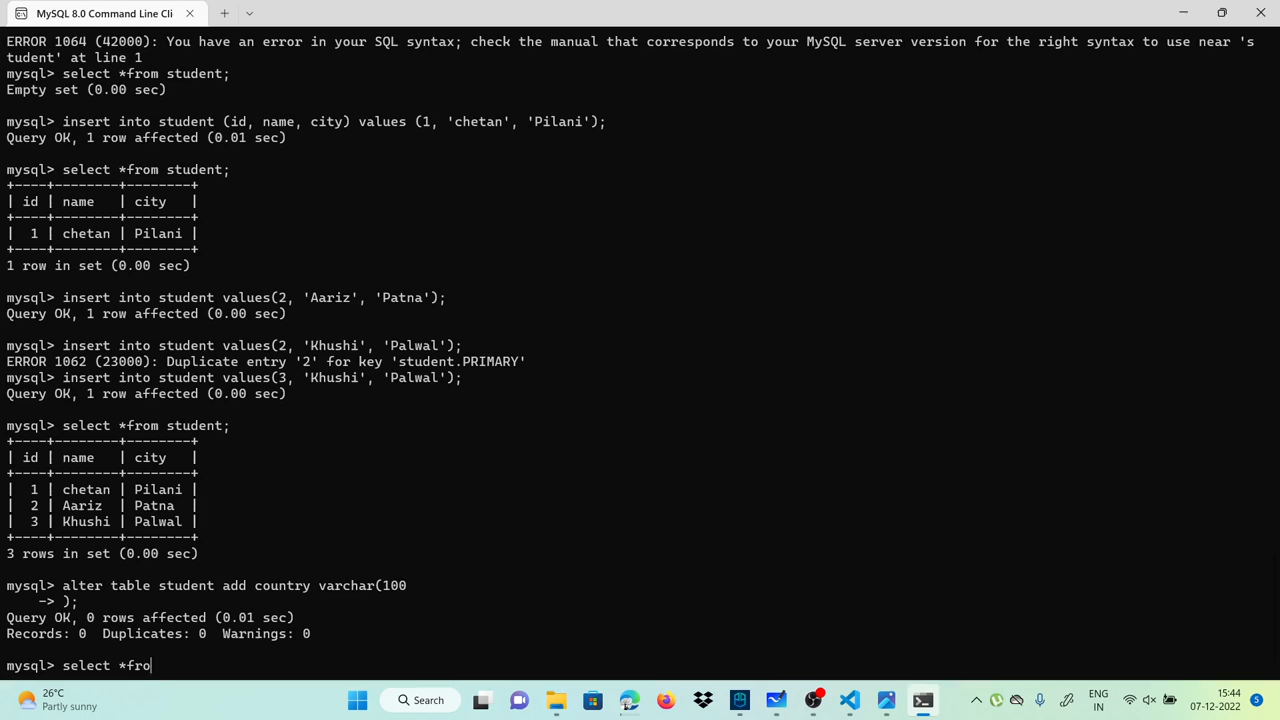 MySQL 8.0 Command Line Cli
ERROR 1064 (42000): You have an error in your SQL syntax; check the manual that corresponds to your MySQL server version for the right syntax to use near 's
tudent' at line 1
mysql> select *from student;
Empty set (0.00 sec)
mysql> insert into student (id, name, city) values (1, 'chetan', 'Pilani');
Query OK, 1 row affected (0.01 sec)
mysql> select *from student;
+----+--------+--------+
| id | name   | city   |
+----+--------+--------+
|  1 | chetan | Pilani |
+----+--------+--------+
1 row in set (0.00 sec)
mysql> insert into student values(2, 'Aariz', 'Patna');
Query OK, 1 row affected (0.00 sec)
mysql> insert into student values(2, 'Khushi', 'Palwal');
ERROR 1062 (23000): Duplicate entry '2' for key 'student.PRIMARY'
mysql> insert into student values(3, 'Khushi', 'Palwal');
Query OK, 1 row affected (0.00 sec)
mysql> select *from student;
+----+--------+--------+
| id | name   | city   |
+----+--------+--------+
|  1 | chetan | Pilani |
|  2 | Aariz  | Patna  |
|  3 | Khushi | Palwal |
+----+--------+--------+
3 rows in set (0.00 sec)
mysql> alter table student add country varchar(100
    -> );
Query OK, 0 rows affected (0.01 sec)
Records: 0  Duplicates: 0  Warnings: 0
mysql> select *fro
26°C
Partly sunny
Search
ENG
IN
15:44
07-12-2022
5